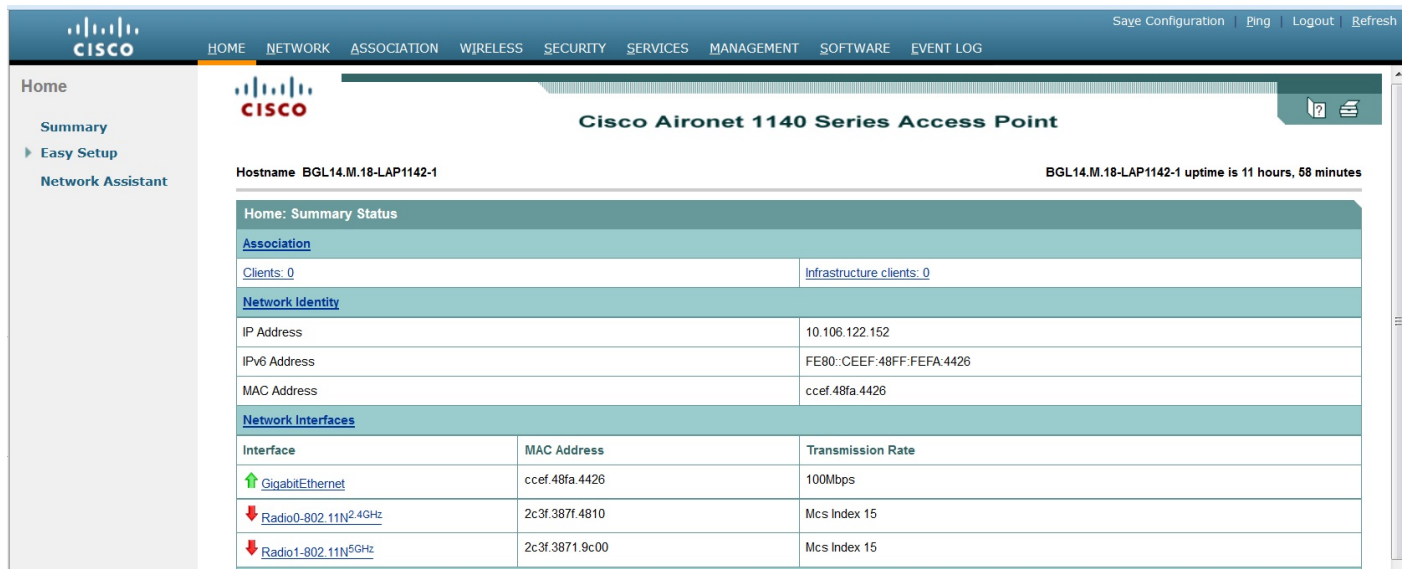 Save Configuration | Ping | Logout | Refresh
CISCO
HOME NETWORK ASSOCIATION WIRELESS SECURITY SERVICES MANAGEMENT SOFTWARE EVENT LOG
Home
Summary
Easy Setup
Network Assistant
CISCO
Cisco Aironet 1140 Series Access Point
Hostname BGL14.M.18-LAP1142-1
BGL14.M.18-LAP1142-1 uptime is 11 hours, 58 minutes
Home: Summary Status
Association
Clients: 0 Infrastructure clients: 0
Network Identity
IP Address 10.106.122.152
IPv6 Address FE80::CEEF:48FF:FEFA:4426
MAC Address ccef.48fa.4426
Network Interfaces
Interface MAC Address Transmission Rate
GigabitEthernet ccef.48fa.4426 100Mbps
Radio0-802.11N2.4GHz 2c3f.387f.4810 Mcs Index 15
Radio1-802.11N5GHz 2c3f.3871.9c00 Mcs Index 15